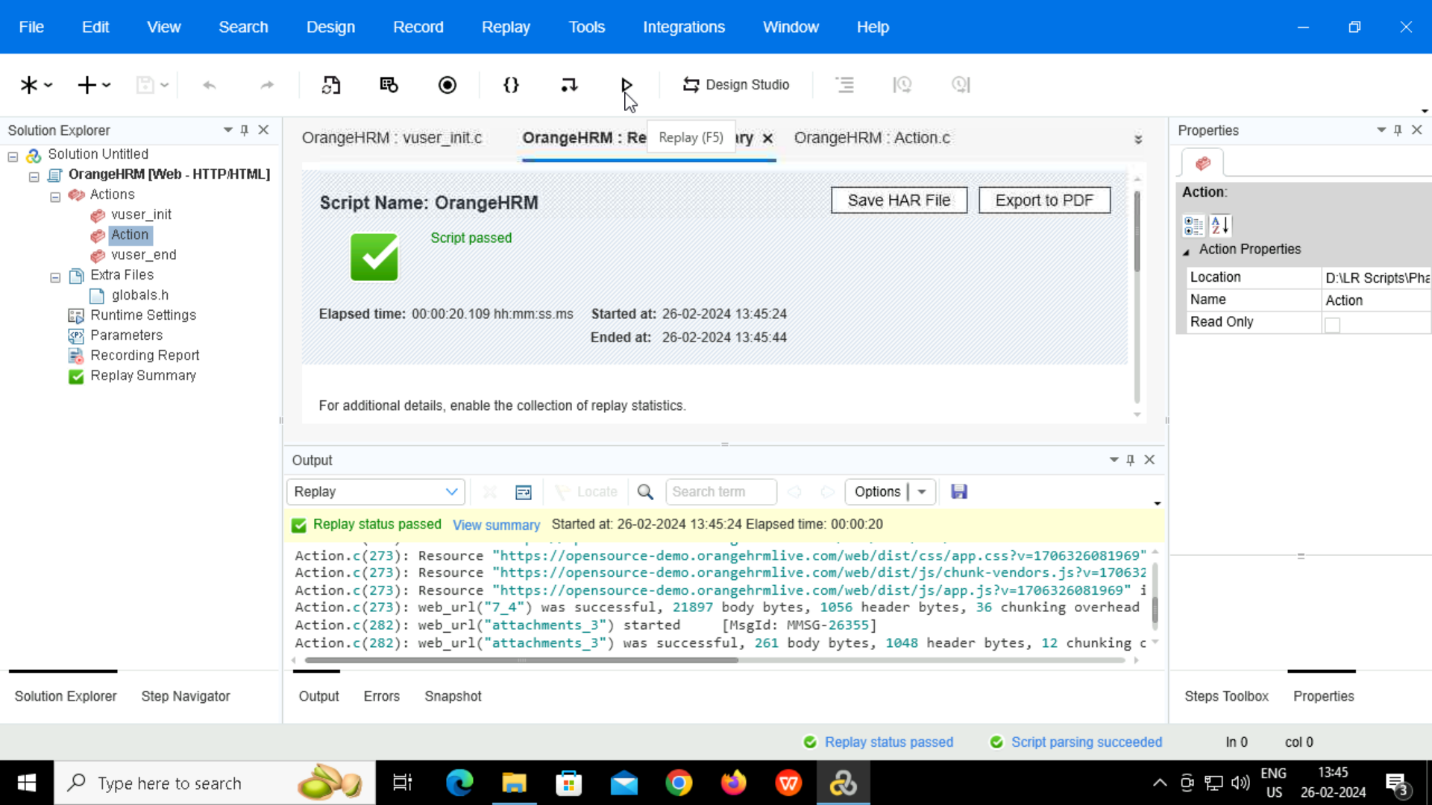 File Edit View Search Design Record Replay Tools Integrations Window Help
{} Design Studio
Solution Explorer
Solution Untitled
OrangeHRM [Web - HTTP/HTML]
Actions
vuser_init
Action
vuser_end
Extra Files
globals.h
Runtime Settings
Parameters
Recording Report
Replay Summary
Solution Explorer Step Navigator
OrangeHRM : vuser_init.c OrangeHRM : Re ary × OrangeHRM : Action.c
Replay (F5)
Script Name: OrangeHRM Save HAR File Export to PDF
Script passed
Elapsed time: 00:00:20.109 hh:mm:ss.ms Started at: 26-02-2024 13:45:24
Ended at: 26-02-2024 13:45:44
For additional details, enable the collection of replay statistics.
Output
Replay Locate Search term Options
Replay status passed View summary Started at: 26-02-2024 13:45:24 Elapsed time: 00:00:20
Action.c(273): Resource "https://opensource-demo.orangehrmlive.com/web/dist/css/app.css?v=1706326081969"
Action.c(273): Resource "https://opensource-demo.orangehrmlive.com/web/dist/js/chunk-vendors.js?v=170632
Action.c(273): Resource "https://opensource-demo.orangehrmlive.com/web/dist/js/app.js?v=1706326081969" i
Action.c(273): web_url("7_4") was successful, 21897 body bytes, 1056 header bytes, 36 chunking overhead
Action.c(282): web_url("attachments_3") started [MsgId: MMSG-26355]
Action.c(282): web_url("attachments_3") was successful, 261 body bytes, 1048 header bytes, 12 chunking c
Output Errors Snapshot
Properties
Action:
Action Properties
Location D:\LR Scripts\Pha
Name Action
Read Only
Steps Toolbox Properties
Replay status passed Script parsing succeeded ln 0 col 0
Type here to search
ENG
US
13:45
26-02-2024
3